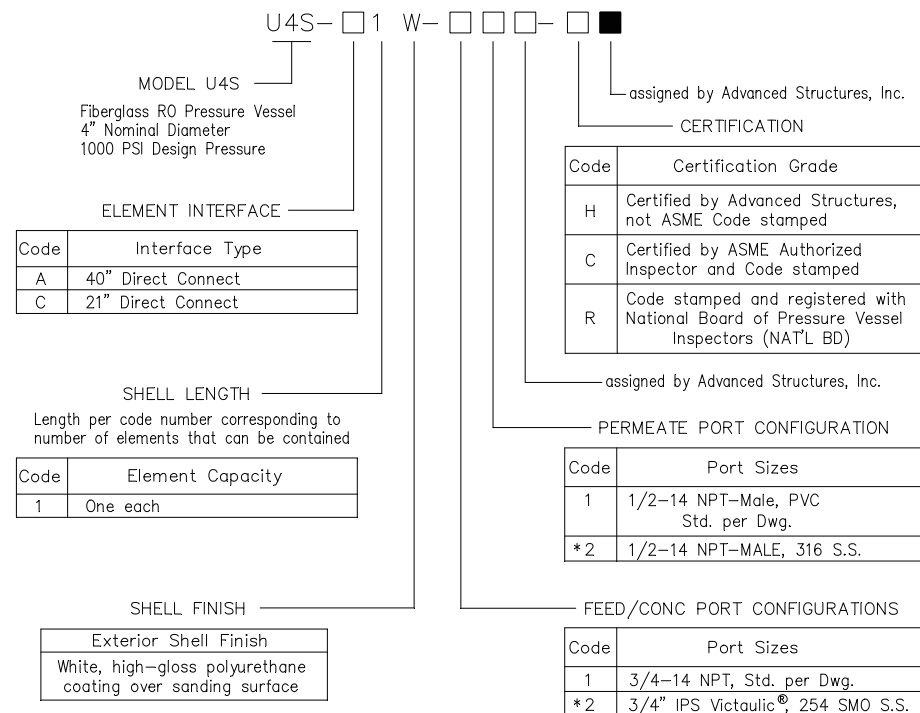 U4S- □ 1 W- □ □ □ - □ ■
MODEL U4S
Fiberglass RO Pressure Vessel
4" Nominal Diameter
1000 PSI Design Pressure
ELEMENT INTERFACE
Code Interface Type
A 40" Direct Connect
C 21" Direct Connect
SHELL LENGTH
Length per code number corresponding to
number of elements that can be contained
Code Element Capacity
1 One each
SHELL FINISH
Exterior Shell Finish
White, high-gloss polyurethane
coating over sanding surface
assigned by Advanced Structures, Inc.
CERTIFICATION
Code Certification Grade
H Certified by Advanced Structures,
not ASME Code stamped
C Certified by ASME Authorized
Inspector and Code stamped
R Code stamped and registered with
National Board of Pressure Vessel
Inspectors (NAT'L BD)
assigned by Advanced Structures, Inc.
PERMEATE PORT CONFIGURATION
Code Port Sizes
1 1/2-14 NPT-Male, PVC
Std. per Dwg.
*2 1/2-14 NPT-MALE, 316 S.S.
FEED/CONC PORT CONFIGURATIONS
Code Port Sizes
1 3/4-14 NPT, Std. per Dwg.
*2 3/4" IPS Victaulic®, 254 SMO S.S.